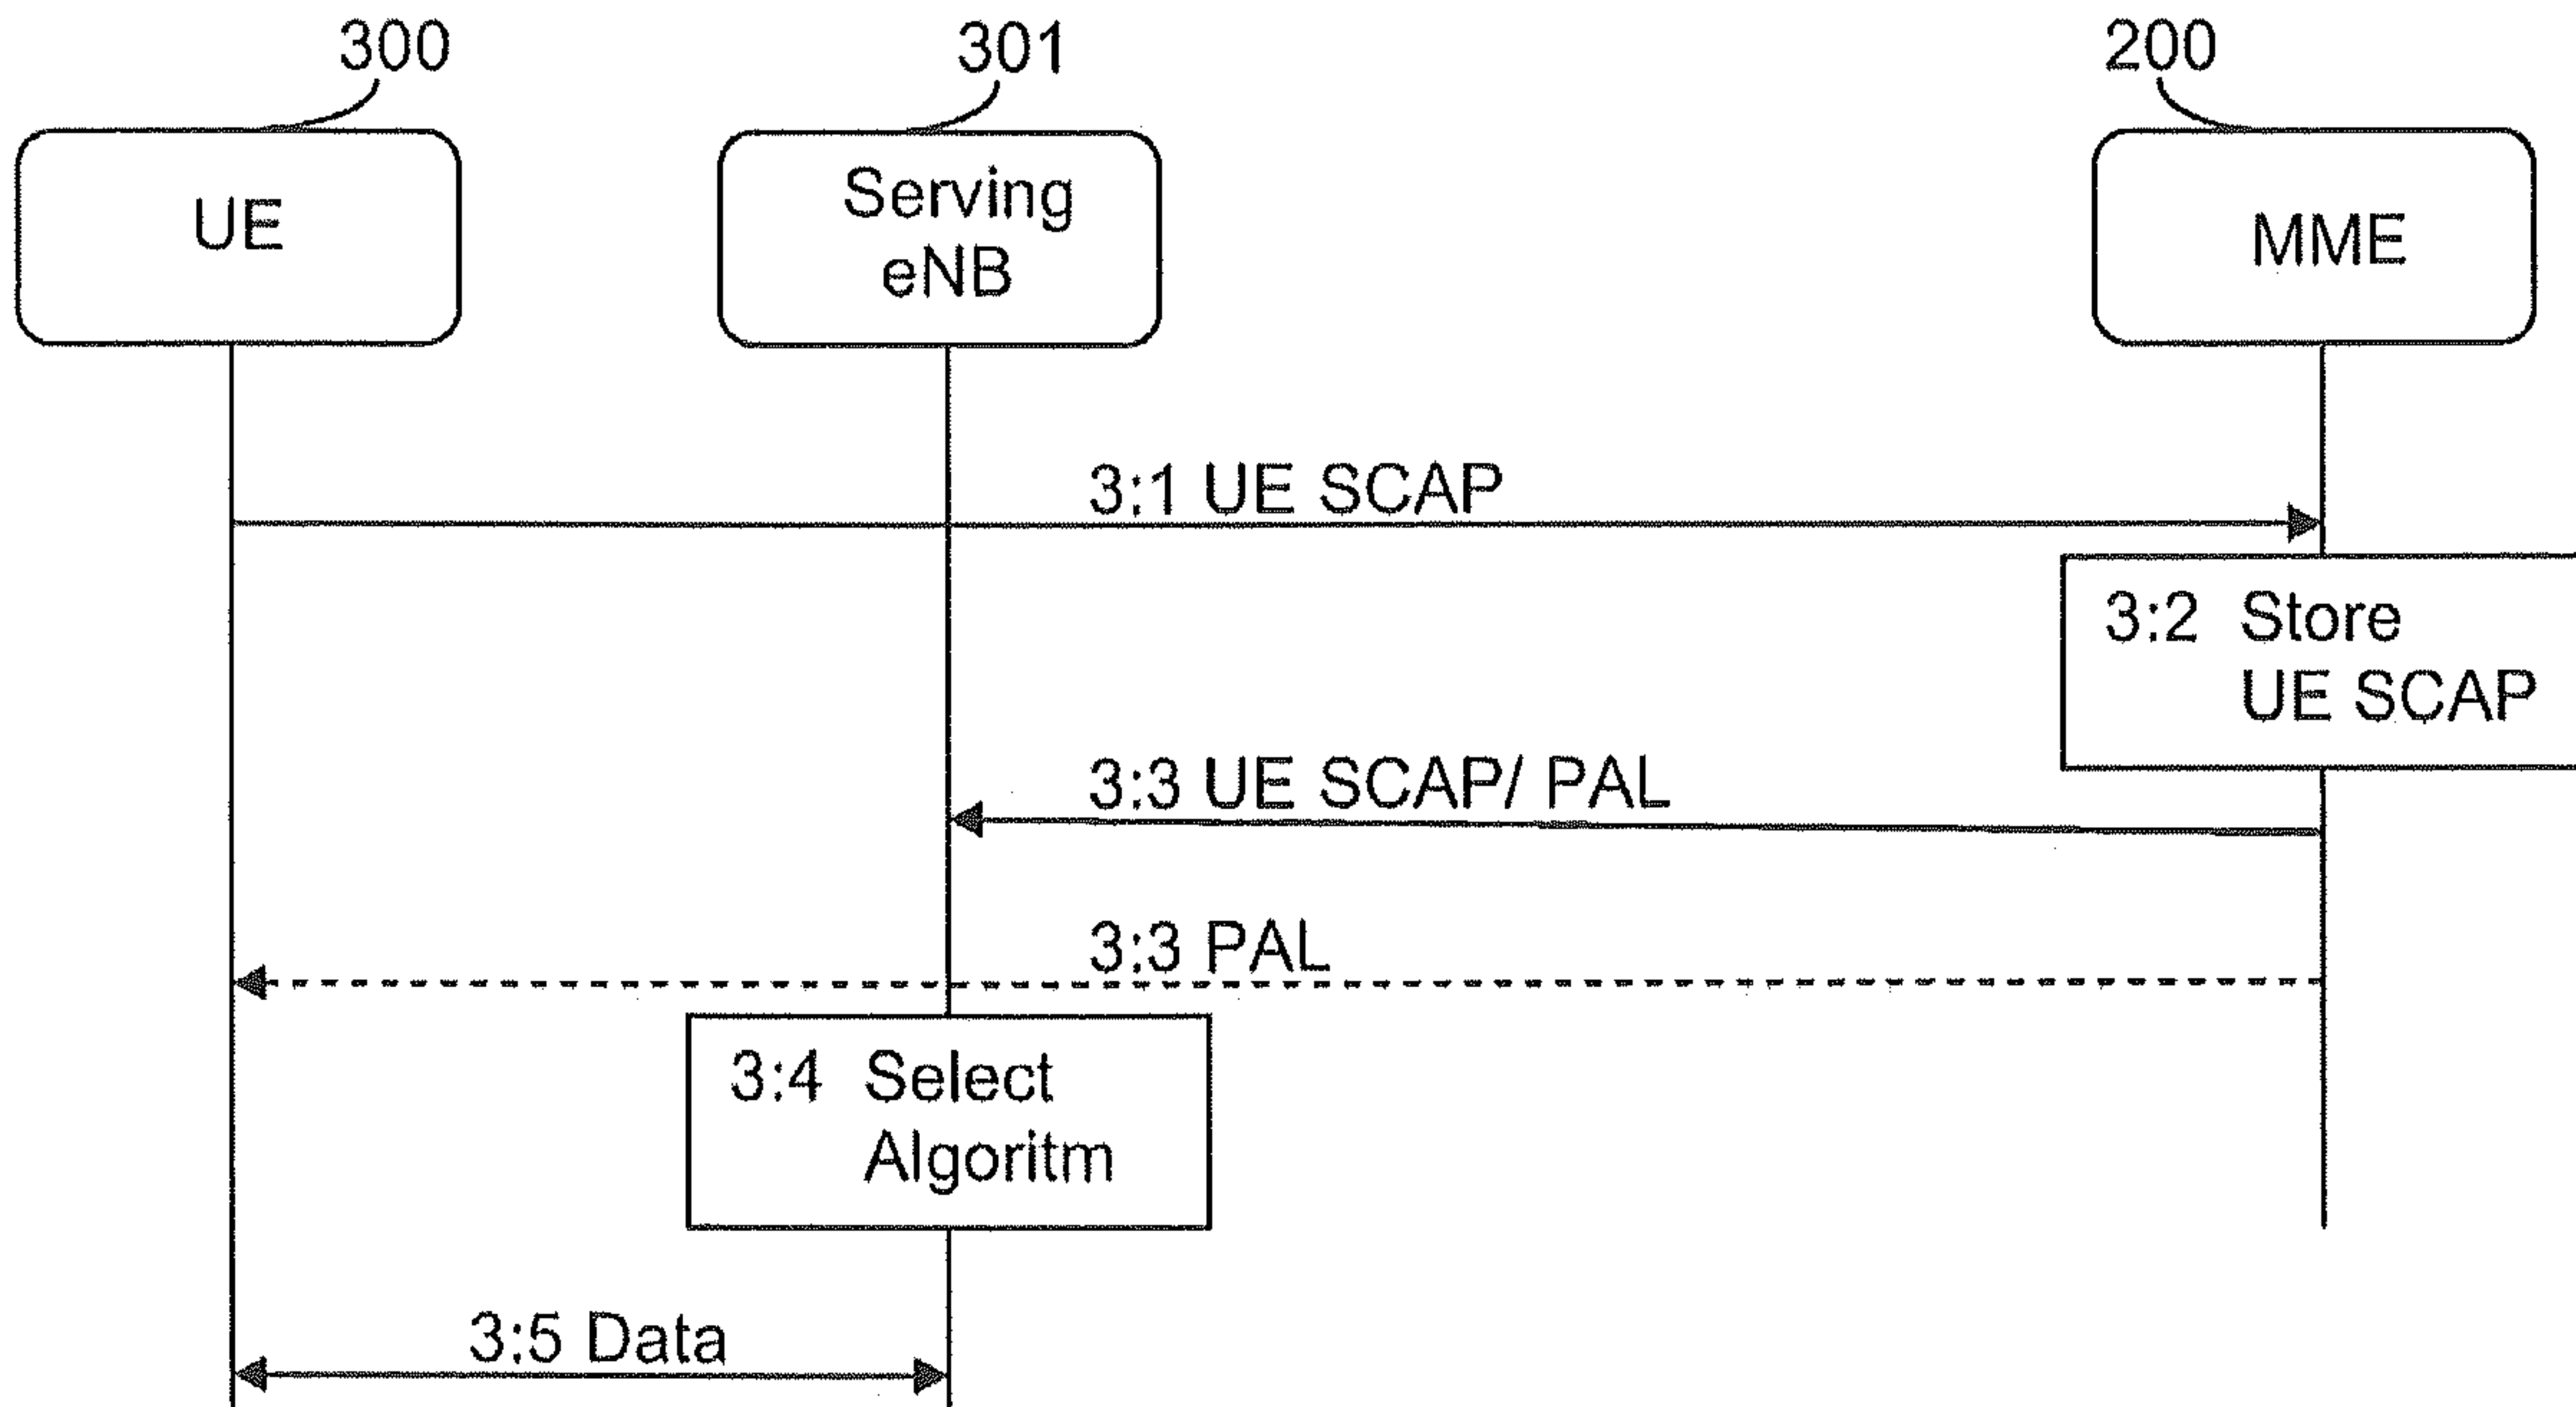 300
301
200
UE
Serving
eNB
MME
3:1 UE SCAP
3:2 Store
UE SCAP
3:3 UE SCAP/ PAL
3:3 PAL
3:4 Select
Algoritm
3:5 Data